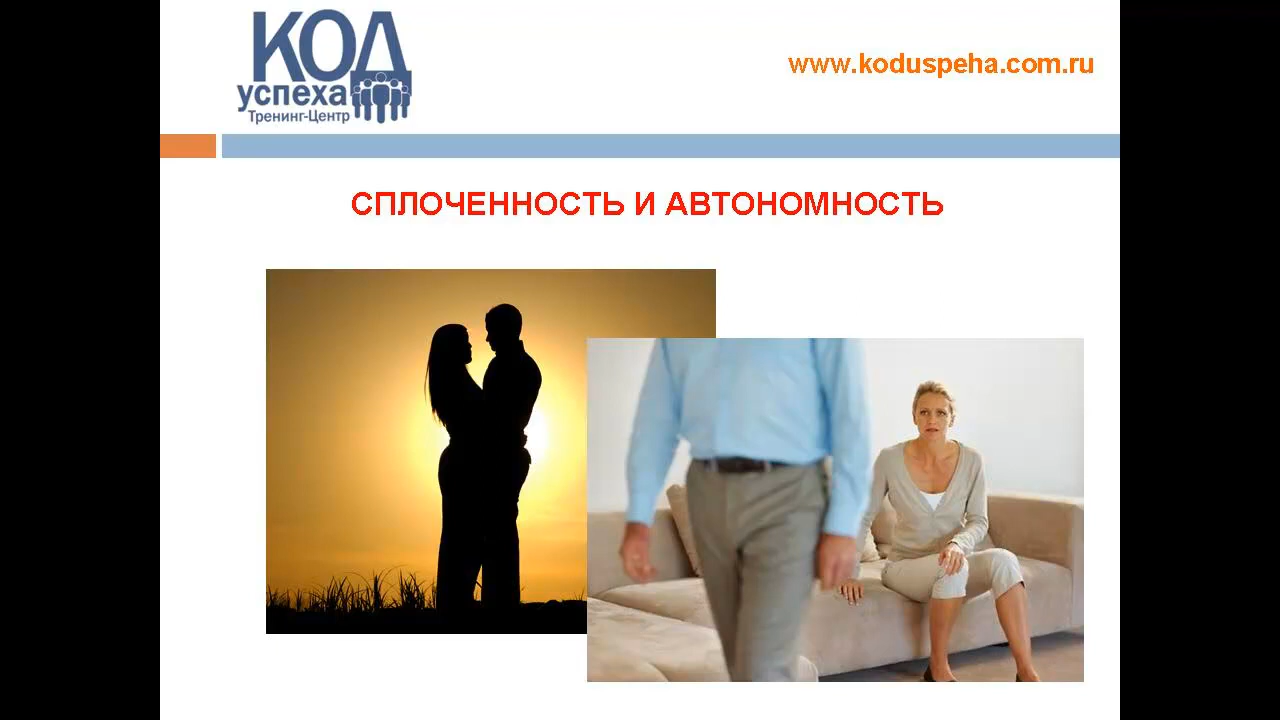 КОД
успеха
Тренинг-Центр
www.koduspeha.com.ru
СПЛОЧЕННОСТЬ И АВТОНОМНОСТЬ